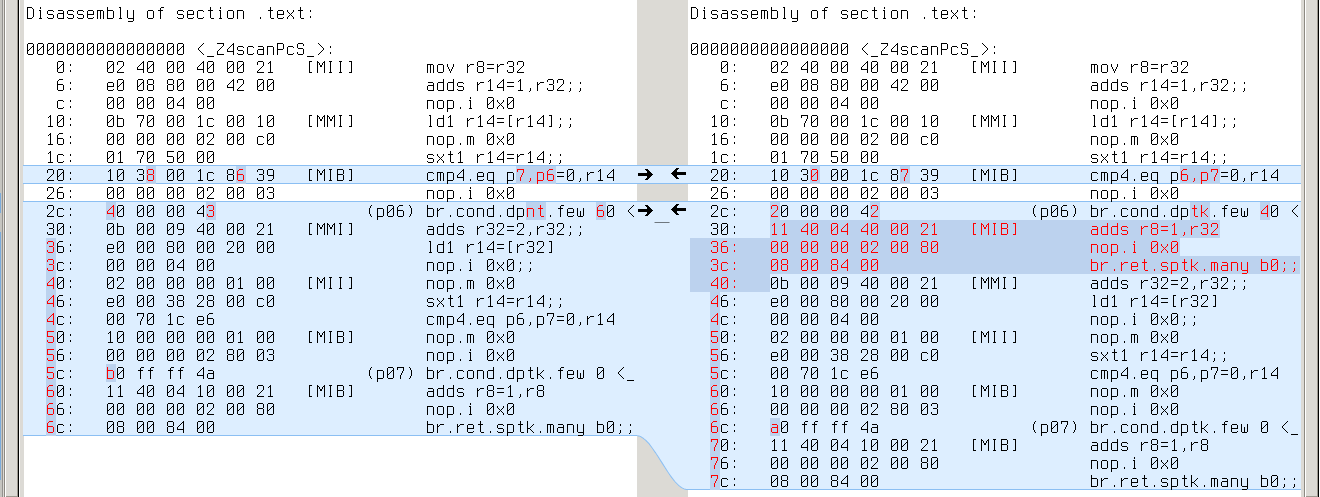 Disassembly of section .text:
0000000000000000 <_Z4scanPcS_>:
0: 02 40 00 40 00 21 [MII] mov r8=r32
6: e0 08 80 00 42 00 adds r14=1,r32;;
c: 00 00 04 00 nop.i 0x0
10: 0b 70 00 1c 00 10 [MMI] ld1 r14=[r14];;
16: 00 00 00 02 00 c0 nop.m 0x0
1c: 01 70 50 00 sxt1 r14=r14;;
20: 10 38 00 1c 86 39 [MIB] cmp4.eq p7,p6=0,r14
26: 00 00 00 02 00 03 nop.i 0x0
2c: 40 00 00 43 (p06) br.cond.dpnt.few 60 <_
30: 0b 00 09 40 00 21 [MMI] adds r32=2,r32;;
36: e0 00 80 00 20 00 ld1 r14=[r32]
3c: 00 00 04 00 nop.i 0x0;;
40: 02 00 00 00 01 00 [MII] nop.m 0x0
46: e0 00 38 28 00 c0 sxt1 r14=r14;;
4c: 00 70 1c e6 cmp4.eq p6,p7=0,r14
50: 10 00 00 00 01 00 [MIB] nop.m 0x0
56: 00 00 00 02 80 03 nop.i 0x0
5c: b0 ff ff 4a (p07) br.cond.dptk.few 0 <_
60: 11 40 04 10 00 21 [MIB] adds r8=1,r8
66: 00 00 00 02 00 80 nop.i 0x0
6c: 08 00 84 00 br.ret.sptk.many b0;;
Disassembly of section .text:
0000000000000000 <_Z4scanPcS_>:
0: 02 40 00 40 00 21 [MII] mov r8=r32
6: e0 08 80 00 42 00 adds r14=1,r32;;
c: 00 00 04 00 nop.i 0x0
10: 0b 70 00 1c 00 10 [MMI] ld1 r14=[r14];;
16: 00 00 00 02 00 c0 nop.m 0x0
1c: 01 70 50 00 sxt1 r14=r14;;
20: 10 30 00 1c 87 39 [MIB] cmp4.eq p6,p7=0,r14
26: 00 00 00 02 00 03 nop.i 0x0
2c: 20 00 00 42 (p06) br.cond.dptk.few 40 <
30: 11 40 04 40 00 21 [MIB] adds r8=1,r32
36: 00 00 00 02 00 80 nop.i 0x0
3c: 08 00 84 00 br.ret.sptk.many b0;;
40: 0b 00 09 40 00 21 [MMI] adds r32=2,r32;;
46: e0 00 80 00 20 00 ld1 r14=[r32]
4c: 00 00 04 00 nop.i 0x0;;
50: 02 00 00 00 01 00 [MII] nop.m 0x0
56: e0 00 38 28 00 c0 sxt1 r14=r14;;
5c: 00 70 1c e6 cmp4.eq p6,p7=0,r14
60: 10 00 00 00 01 00 [MIB] nop.m 0x0
66: 00 00 00 02 80 03 nop.i 0x0
6c: a0 ff ff 4a (p07) br.cond.dptk.few 0 <_
70: 11 40 04 10 00 21 [MIB] adds r8=1,r8
76: 00 00 00 02 00 80 nop.i 0x0
7c: 08 00 84 00 br.ret.sptk.many b0;;